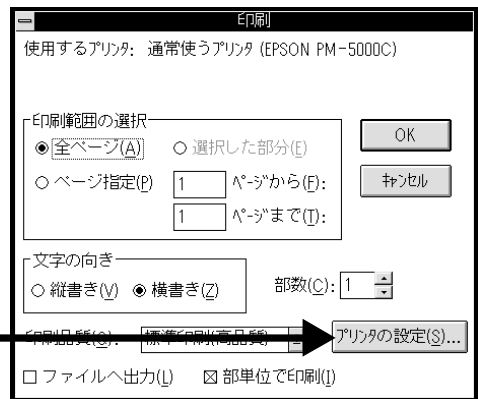 印刷
使用するプリンタ: 通常使うプリンタ (EPSON PM-5000C)
印刷範囲の選択
全ページ(A) 選択した部分(E)
OK
ページ指定(P) 1 ページから(F):
キャンセル
1 ページまで(T):
文字の向き
縦書き(V) 横書き(Z)
部数(C): 1
印刷品質(Q): 標準印刷(高品質)
プリンタの設定(S)...
ファイルへ出力(L) 部単位で印刷(I)